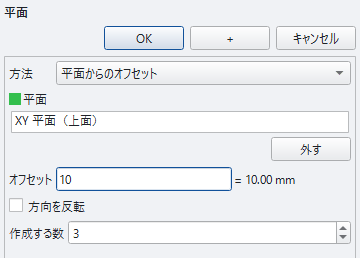 平面
OK
+
キャンセル
方法 平面からのオフセット
平面
XY 平面（上面）
外す
オフセット 10 = 10.00 mm
方向を反転
作成する数 3